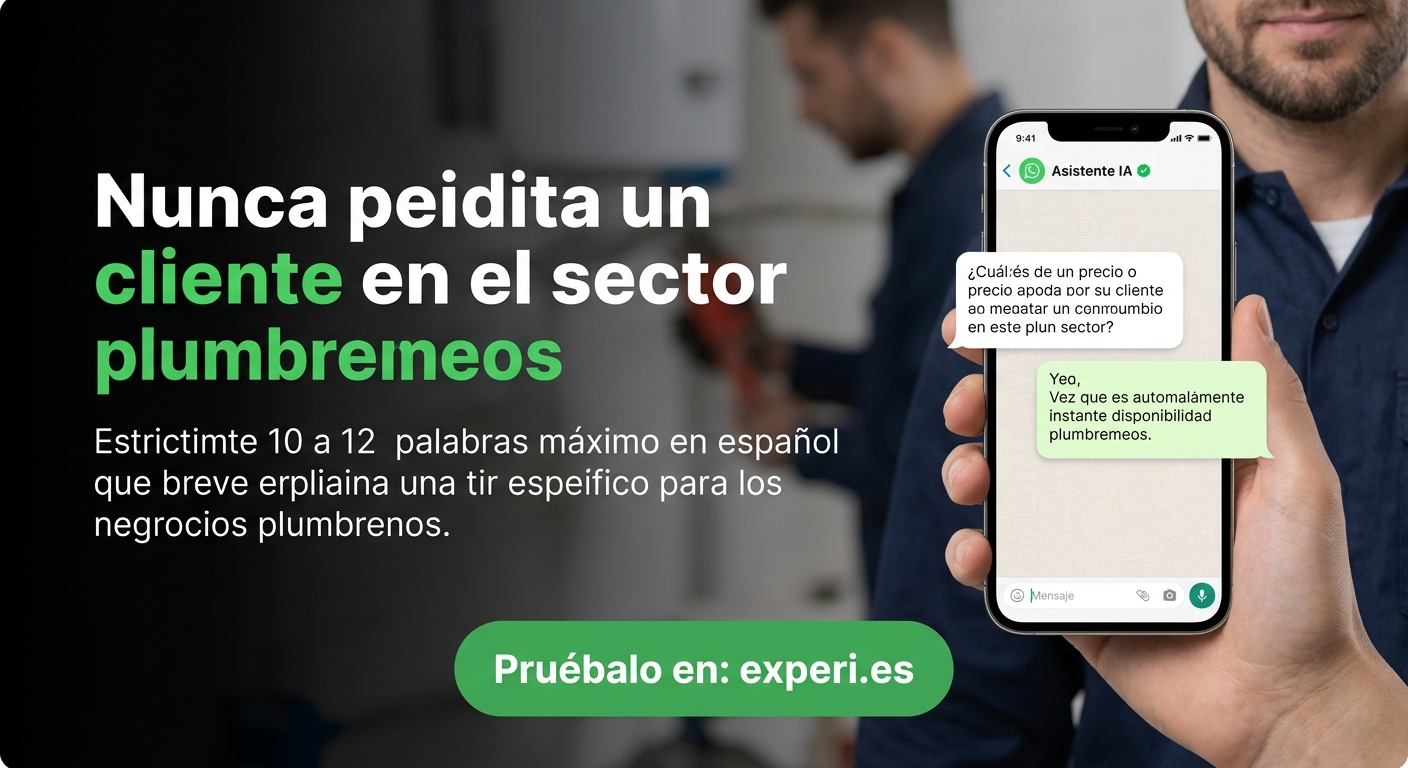 Nunca peidita un
cliente en el sector
plumbremneos
Estrictimte 10 a 12 palabras máximo en español
que breve erpliaina una tir espeífico para los
negrocios plumbrenos.
Pruébalo en: experi.es
9:41
Asistente IA
¿Cuál:és de un precio o
precio apoda por su cliente
ao megatar un conmoumbio
en este plun sector?
Yea,
Vez que es automalámente
instante disponibilidad
plumbremeos.
Mensaje